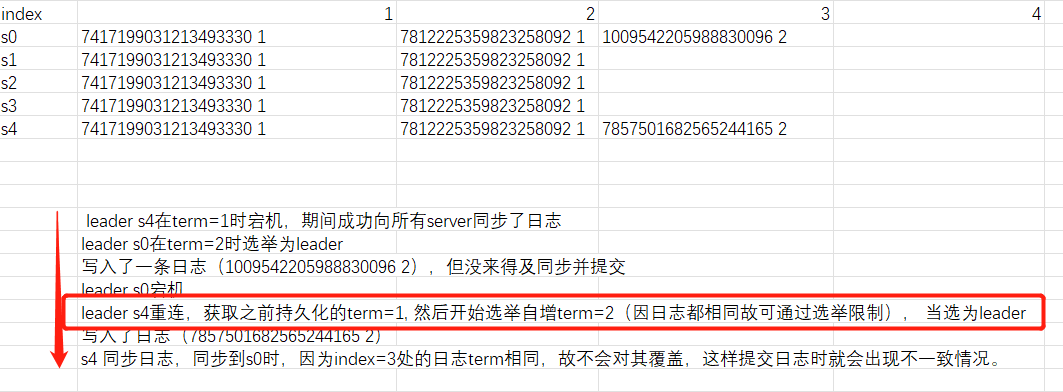 index 1 2 3 4
s0 7417199031213493330 1 7812225359823258092 1 1009542205988830096 2
s1 7417199031213493330 1 7812225359823258092 1
s2 7417199031213493330 1 7812225359823258092 1
s3 7417199031213493330 1 7812225359823258092 1
s4 7417199031213493330 1 7812225359823258092 1 7857501682565244165 2
leader s4在term=1时宕机，期间成功向所有server同步了日志
leader s0在term=2时选举为leader
写入了一条日志（1009542205988830096 2），但没来得及同步并提交
leader s0宕机
leader s4重连，获取之前持久化的term=1, 然后开始选举自增term=2（因日志都相同故可通过选举限制）， 当选为leader
写入了日志（7857501682565244165 2）
s4 同步日志，同步到s0时，因为index=3处的日志term相同，故不会对其覆盖，这样提交日志时就会出现不一致情况。